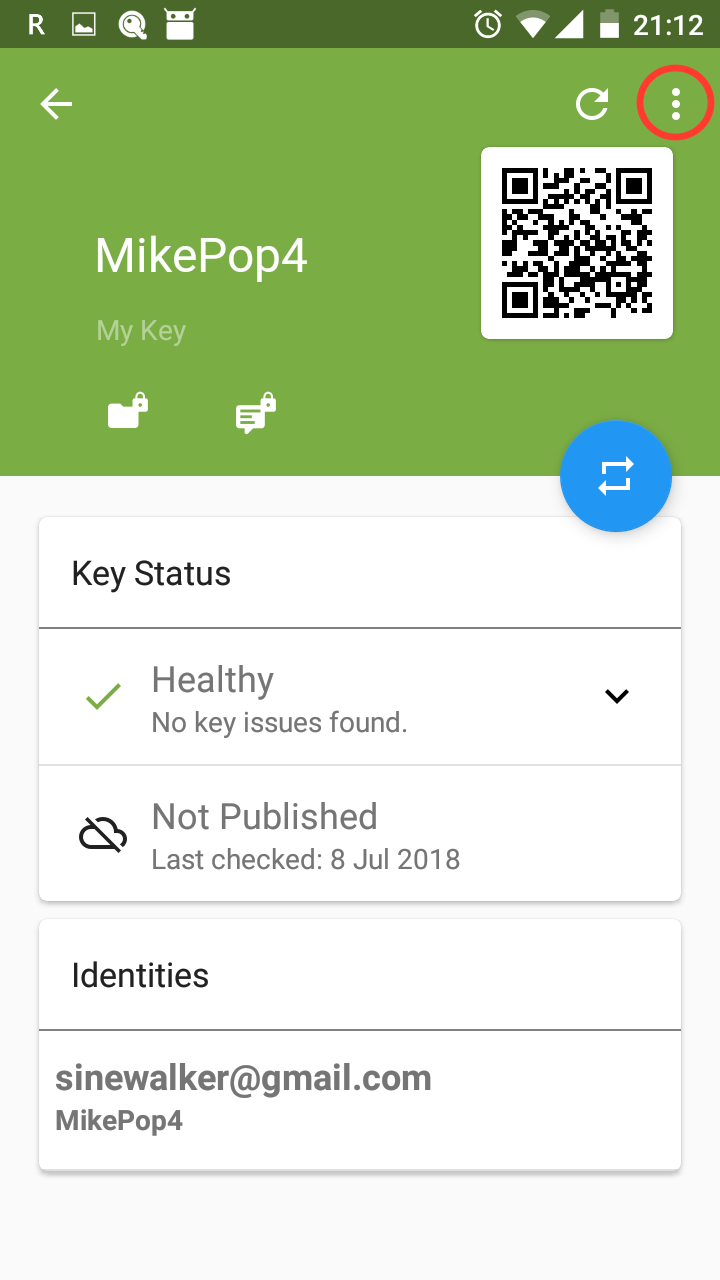 R
21:12
MikePop4
My Key
Key Status
Healthy
No key issues found.
Not Published
Last checked: 8 Jul 2018
Identities
sinewalker@gmail.com
MikePop4